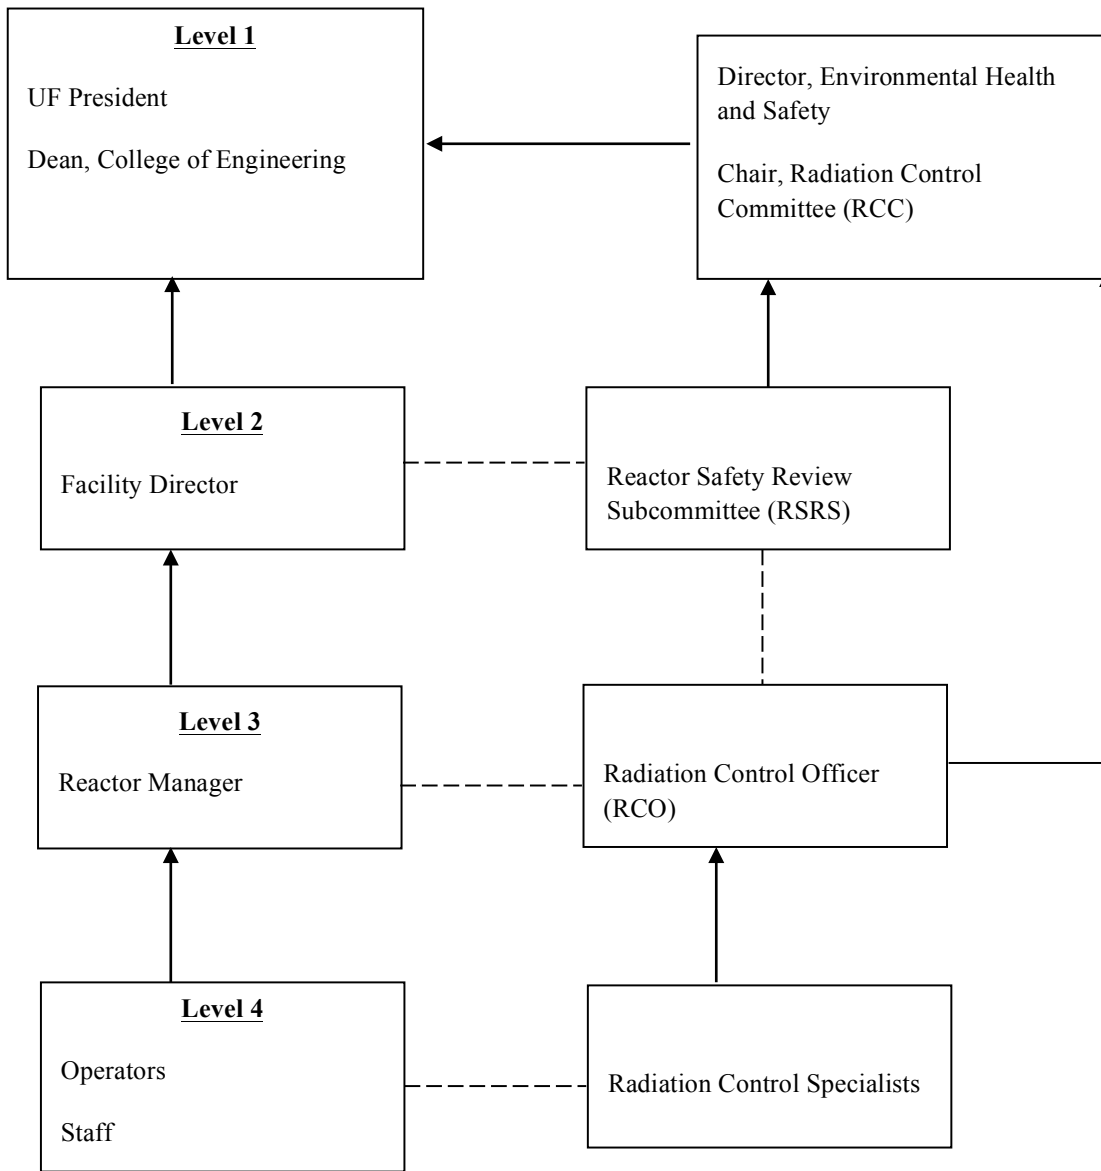 Level 1
UF President
Dean, College of Engineering
Director, Environmental Health
and Safety
Chair, Radiation Control
Committee (RCC)
Level 2
Facility Director
Reactor Safety Review
Subcommittee (RSRS)
Level 3
Reactor Manager
Radiation Control Officer
(RCO)
Level 4
Operators
Staff
Radiation Control Specialists